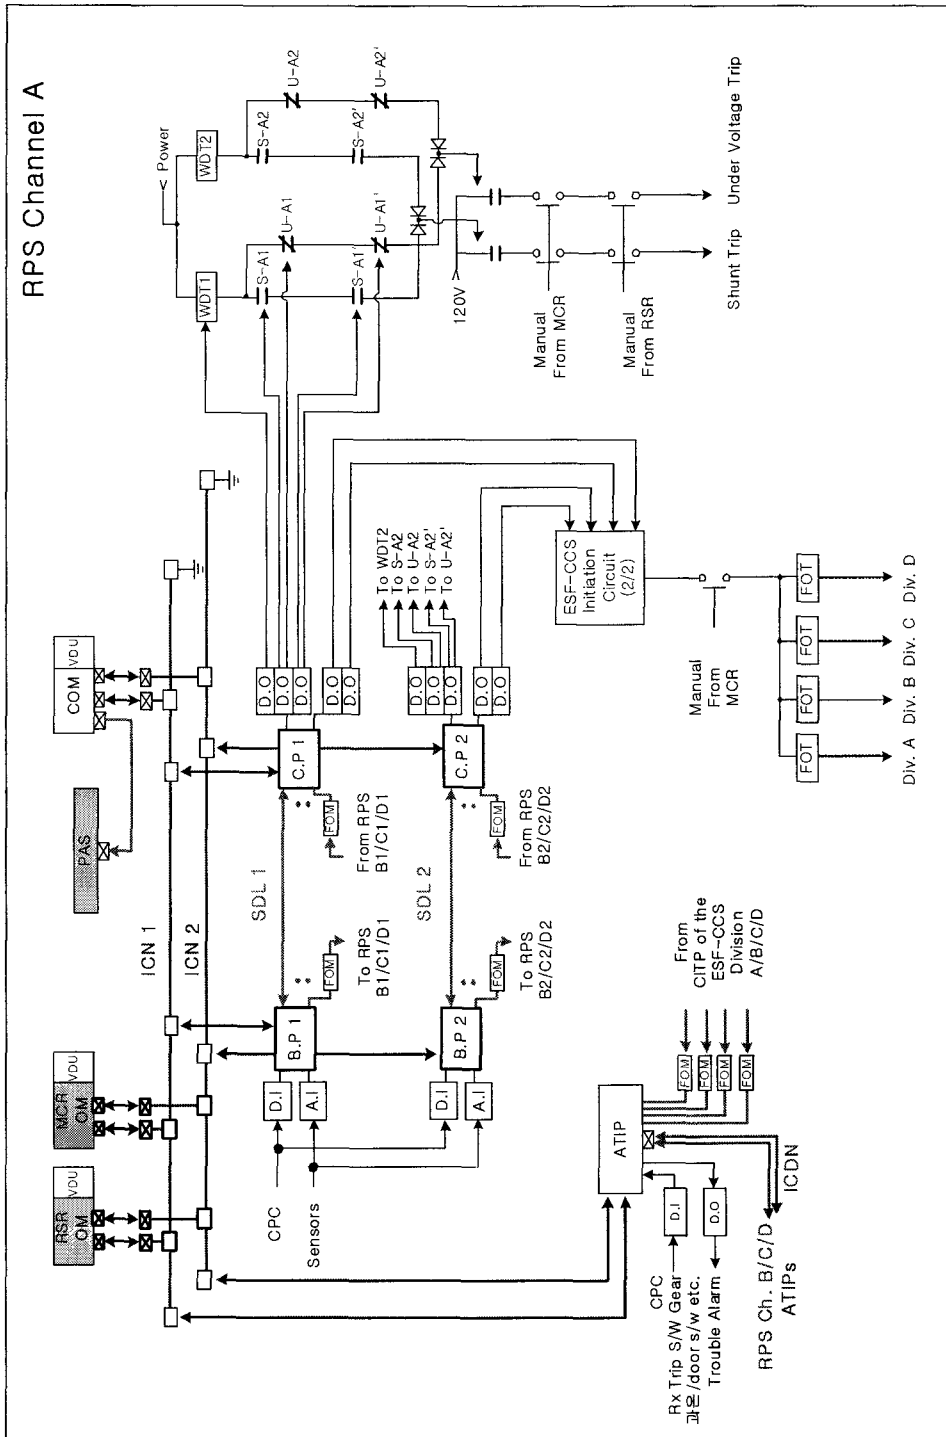 RPS Channel A
RSR
OM
VDU
MCR
OM
VDU
PAS
COM
VDU
ICN 1
ICN 2
< Power
WDT1
WDT2
S-A1
U-A1
S-A2
U-A2
S-A1'
U-A1'
S-A2'
U-A2'
120V
Manual
From MCR
Manual
From RSR
Shunt Trip
Under Voltage Trip
CPC
Sensors
D.I
A.I
B.P 1
FOM
To RPS
B1/C1/D1
SDL 1
C.P 1
FOM
From RPS
B1/C1/D1
D.O
D.O
D.O
D.O
D.O
D.O
D.I
A.I
B.P 2
FOM
To RPS
B2/C2/D2
SDL 2
C.P 2
FOM
From RPS
B2/C2/D2
D.O
D.O
D.O
D.O
D.O
D.O
To WDT2
To S-A2
To U-A2
To S-A2'
To U-A2'
ESF-CCS
Initiation
Circuit
(2/2)
Manual
From
MCR
FOT
FOT
FOT
FOT
Div. A
Div. B
Div. C
Div. D
ATIP
FOM
FOM
FOM
FOM
From
CITP of the
ESF-CCS
Division
A/B/C/D
D.I
D.O
CPC
Rx Trip S/W Gear
과온/door s/w etc.
Trouble Alarm
ICDN
RPS Ch. B/C/D
ATIPs